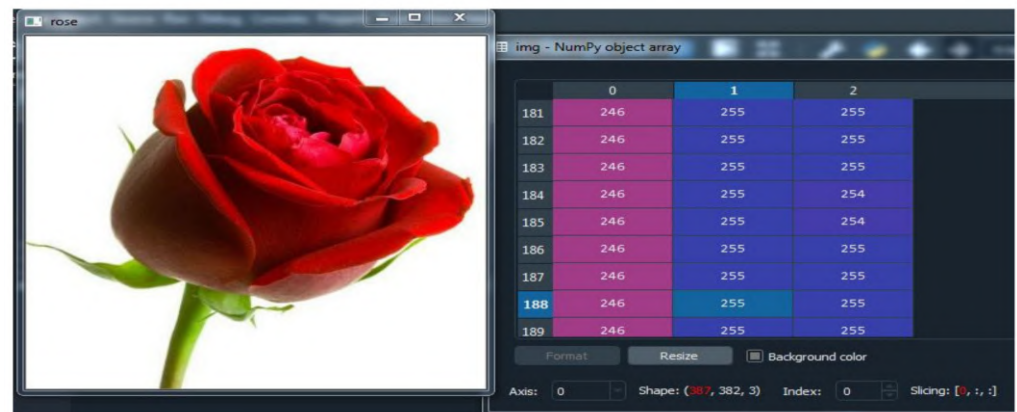 rose
img - NumPy object array
0 1 2
181 246 255 255
182 246 255 255
183 246 255 255
184 246 255 254
185 246 255 254
186 246 255 255
187 246 255 255
188 246 255 255
189 246 255 255
Format Resize Background color
Axis: 0 Shape: (387, 382, 3) Index: 0 Slicing: [0, :, :]